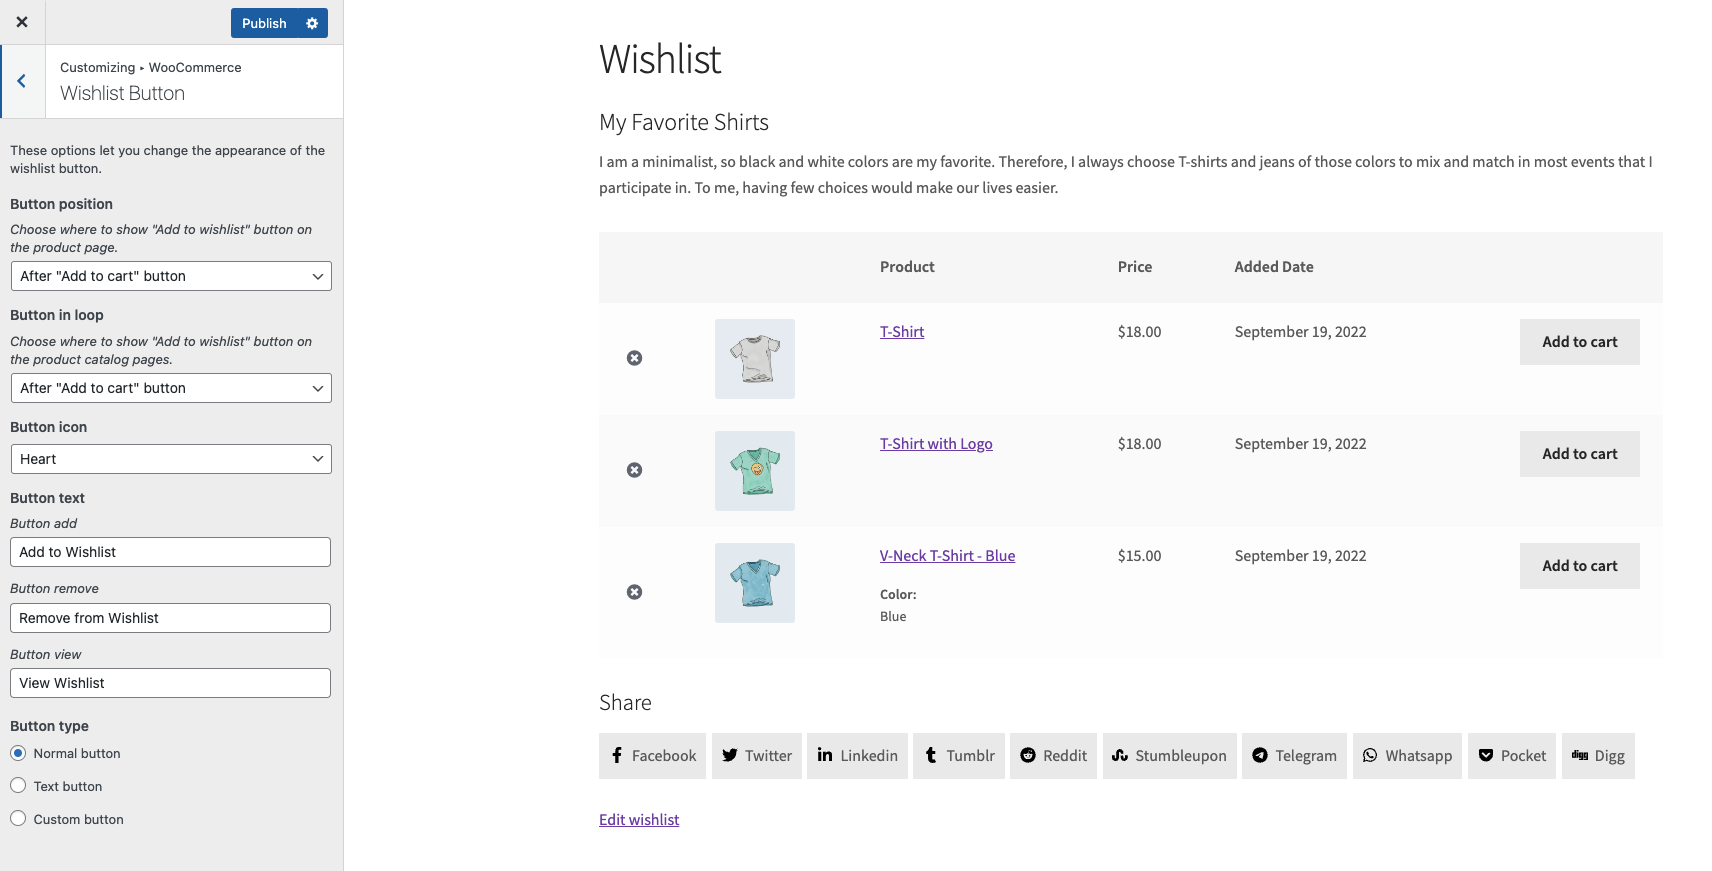 Publish
Customizing ▸ WooCommerce
Wishlist Button
These options let you change the appearance of the
wishlist button.
Button position
Choose where to show "Add to wishlist" button on
the product page.
After "Add to cart" button
Button in loop
Choose where to show "Add to wishlist" button on
the product catalog pages.
After "Add to cart" button
Button icon
Heart
Button text
Button add
Add to Wishlist
Button remove
Remove from Wishlist
Button view
View Wishlist
Button type
Normal button
Text button
Custom button
Wishlist
My Favorite Shirts
I am a minimalist, so black and white colors are my favorite. Therefore, I always choose T-shirts and jeans of those colors to mix and match in most events that I
participate in. To me, having few choices would make our lives easier.
Product Price Added Date
T-Shirt $18.00 September 19, 2022 Add to cart
T-Shirt with Logo $18.00 September 19, 2022 Add to cart
V-Neck T-Shirt - Blue $15.00 September 19, 2022 Add to cart
Color:
Blue
Share
Facebook Twitter Linkedin Tumblr Reddit Stumbleupon Telegram Whatsapp Pocket digg Digg
Edit wishlist